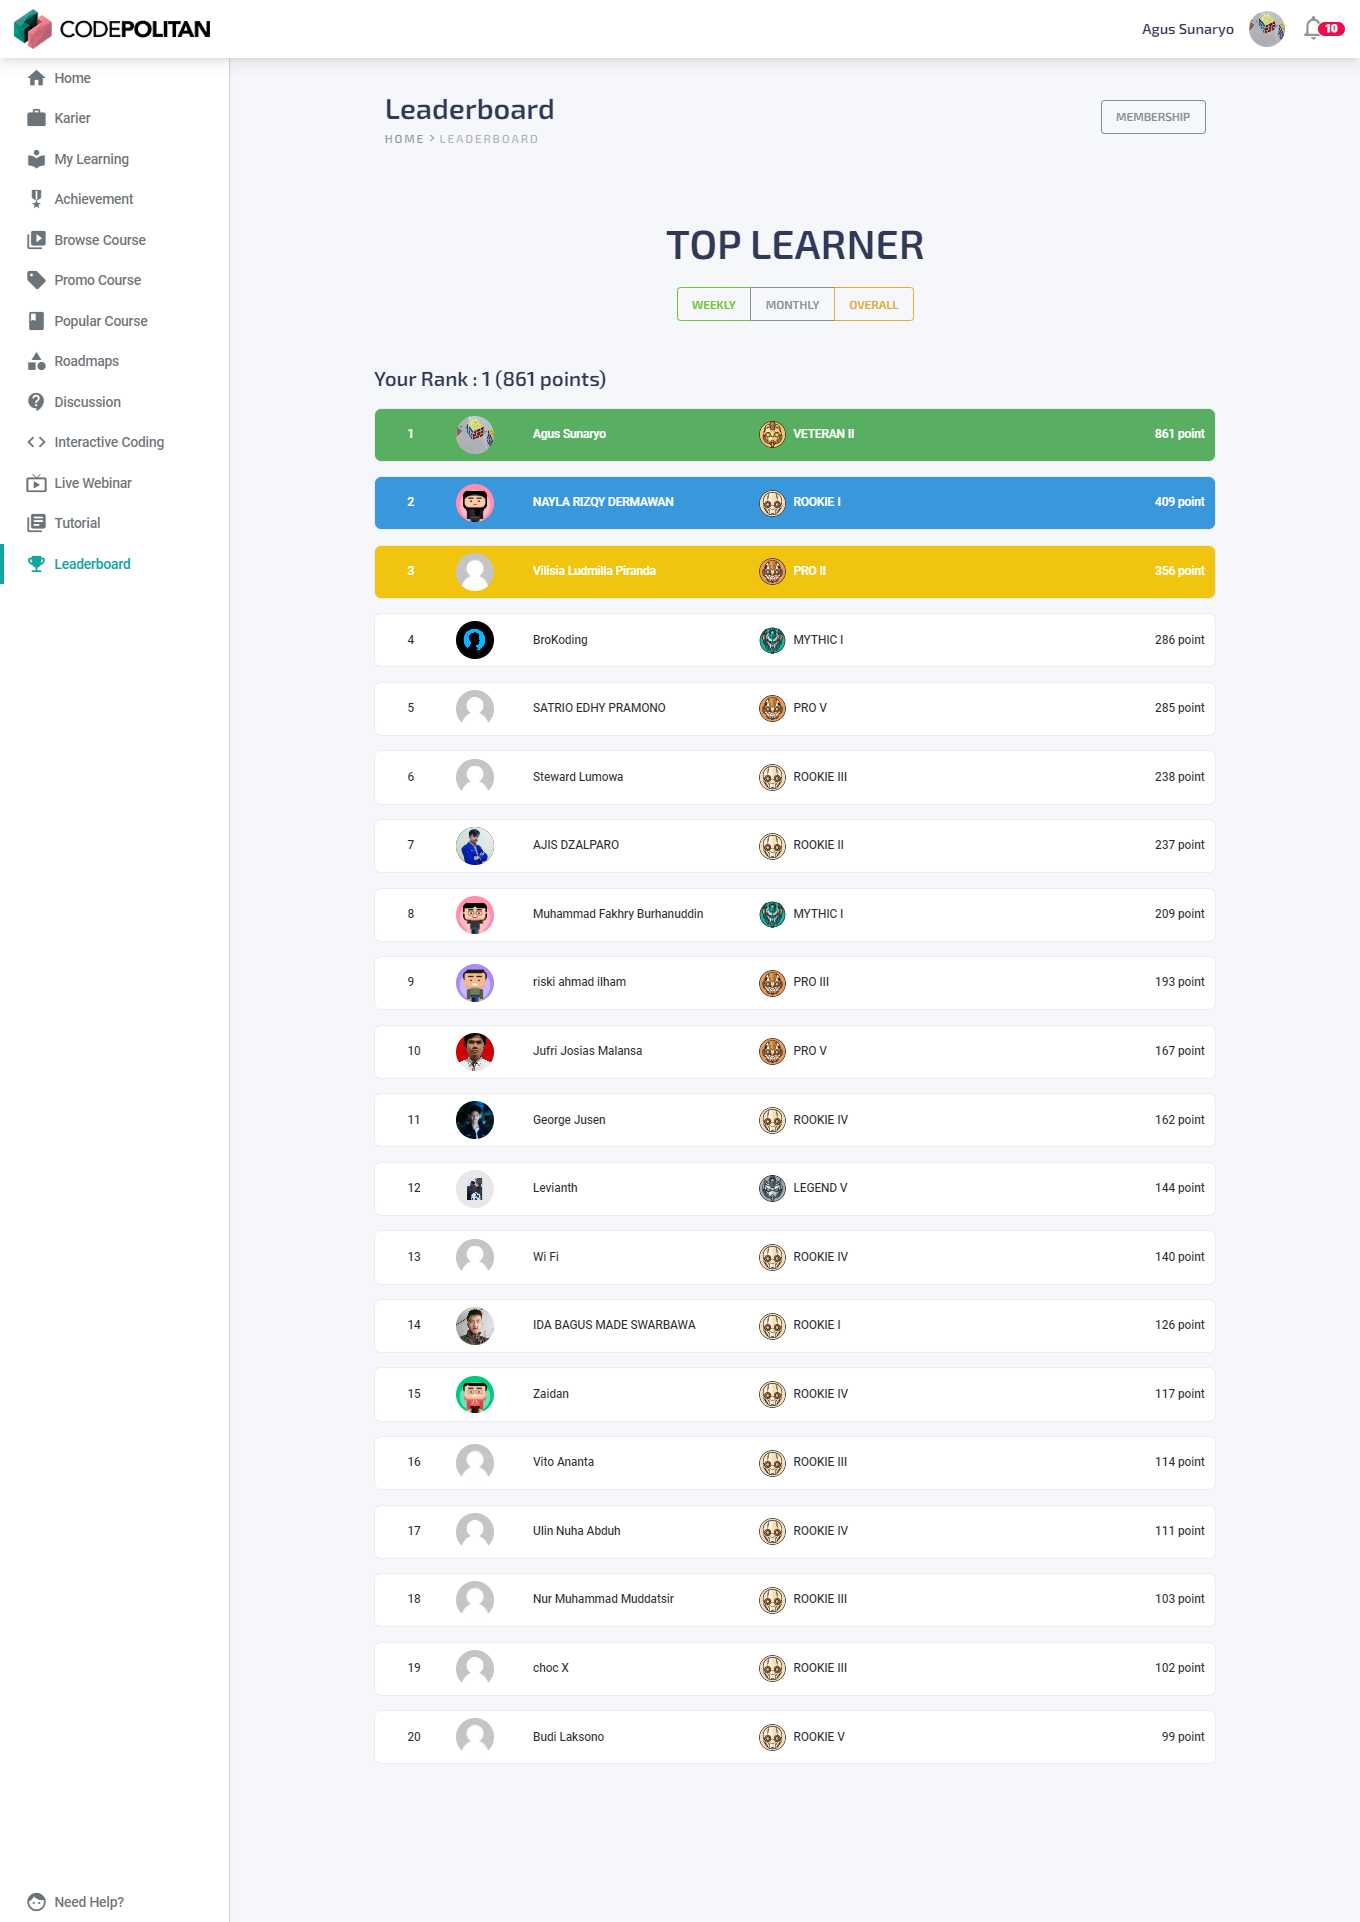 CODEPOLITAN
Agus Sunaryo
10
Home
Karier
My Learning
Achievement
Browse Course
Promo Course
Popular Course
Roadmaps
Discussion
Interactive Coding
Live Webinar
Tutorial
Leaderboard
Need Help?
Leaderboard
HOME > LEADERBOARD
MEMBERSHIP
TOP LEARNER
WEEKLY MONTHLY OVERALL
Your Rank : 1 (861 points)
1 Agus Sunaryo VETERAN II 861 point
2 NAYLA RIZQY DERMAWAN ROOKIE I 409 point
3 Vilisia Ludmilla Piranda PRO II 356 point
4 BroKoding MYTHIC I 286 point
5 SATRIO EDHY PRAMONO PRO V 285 point
6 Steward Lumowa ROOKIE III 238 point
7 AJIS DZALPARO ROOKIE II 237 point
8 Muhammad Fakhry Burhanuddin MYTHIC I 209 point
9 riski ahmad ilham PRO III 193 point
10 Jufri Josias Malansa PRO V 167 point
11 George Jusen ROOKIE IV 162 point
12 Levianth LEGEND V 144 point
13 Wi Fi ROOKIE IV 140 point
14 IDA BAGUS MADE SWARBAWA ROOKIE I 126 point
15 Zaidan ROOKIE IV 117 point
16 Vito Ananta ROOKIE III 114 point
17 Ulin Nuha Abduh ROOKIE IV 111 point
18 Nur Muhammad Muddatsir ROOKIE III 103 point
19 choc X ROOKIE III 102 point
20 Budi Laksono ROOKIE V 99 point